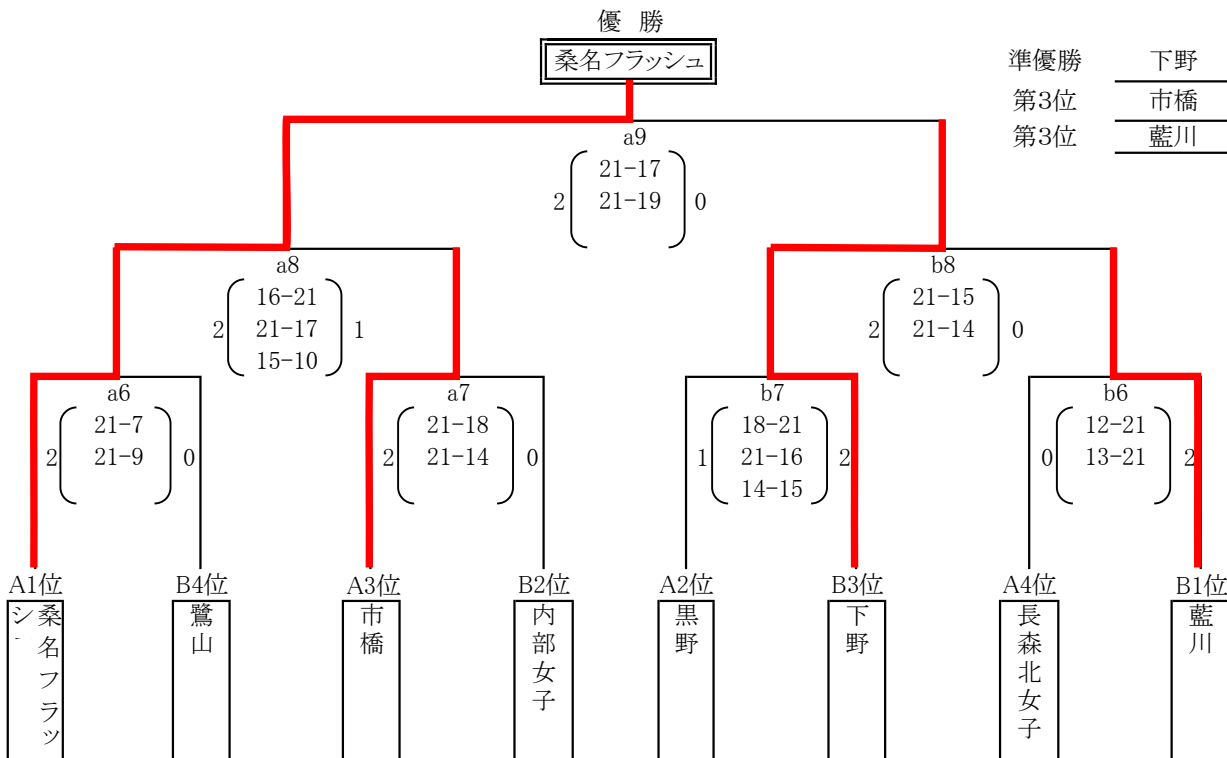 優 勝
桑名フラッシュ
準優勝 下野
第3位 市橋
第3位 藍川
a9
21-17
2 21-19 0
a8
16-21
2 21-17 1
15-10
b8
21-15
2 21-14 0
a6
21-7
2 21-9 0
a7
21-18
2 21-14 0
b7
18-21
1 21-16 2
14-15
b6
12-21
0 13-21 2
A1位 B4位 A3位 B2位 A2位 B3位 A4位 B1位
桑名フラッ
シ
鷺山
市橋
内部女子
黒野
下野
長森北女子
藍川